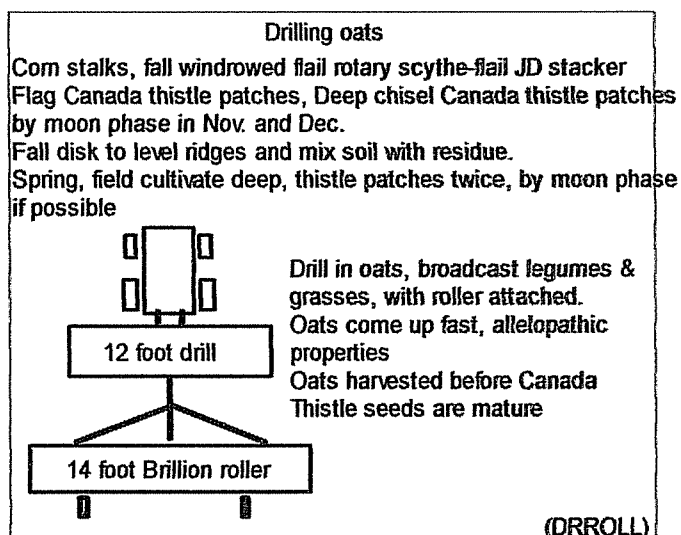 Drilling oats
Corn stalks, fall windrowed flail rotary scythe-flail JD stacker
Flag Canada thistle patches, Deep chisel Canada thistle patches
by moon phase in Nov. and Dec.
Fall disk to level ridges and mix soil with residue.
Spring, field cultivate deep, thistle patches twice, by moon phase
if possible
Drill in oats, broadcast legumes &
grasses, with roller attached.
Oats come up fast, allelopathic
properties
Oats harvested before Canada
Thistle seeds are mature
12 foot drill
14 foot Brillion roller
(DRROLL)